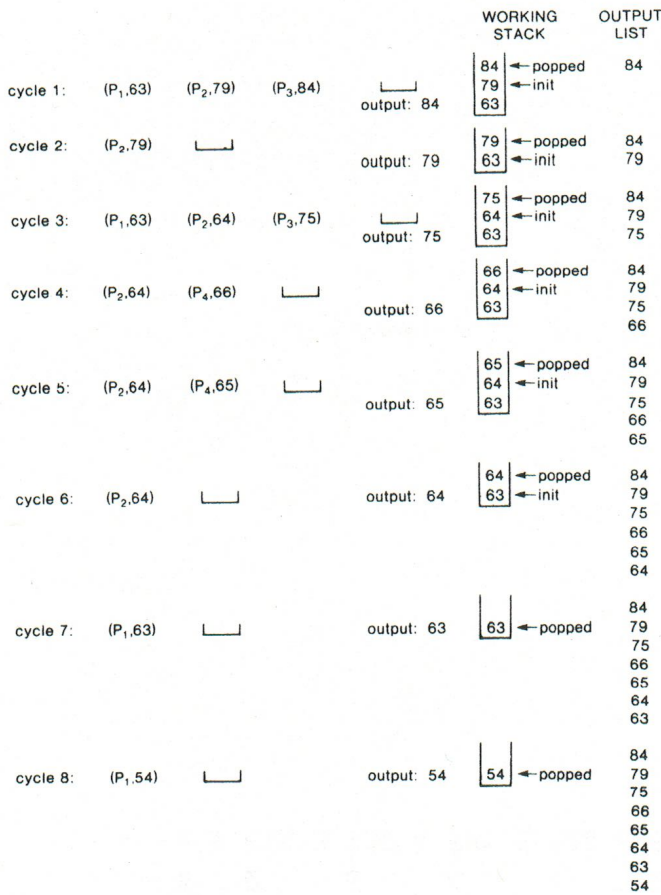 WORKING STACK OUTPUT LIST
84 ← popped 84
cycle 1: (P₁,63) (P₂,79) (P₃,84) 79 ← init
output: 84 63
cycle 2: (P₂,79) 79 ← popped 84
output: 79 63 ← init 79
75 ← popped 84
cycle 3: (P₁,63) (P₂,64) (P₃,75) 64 ← init 79
output: 75 63 75
66 ← popped 84
cycle 4: (P₂,64) (P₄,66) 64 ← init 79
output: 66 63 75
66
65 ← popped 84
cycle 5: (P₂,64) (P₄,65) 64 ← init 79
output: 65 63 75
66
65
64 ← popped 84
cycle 6: (P₂,64) output: 64 63 ← init 79
75
66
65
64
84
cycle 7: (P₁,63) output: 63 63 ← popped 79
75
66
65
64
63
84
cycle 8: (P₁,54) output: 54 54 ← popped 79
75
66
65
64
63
54